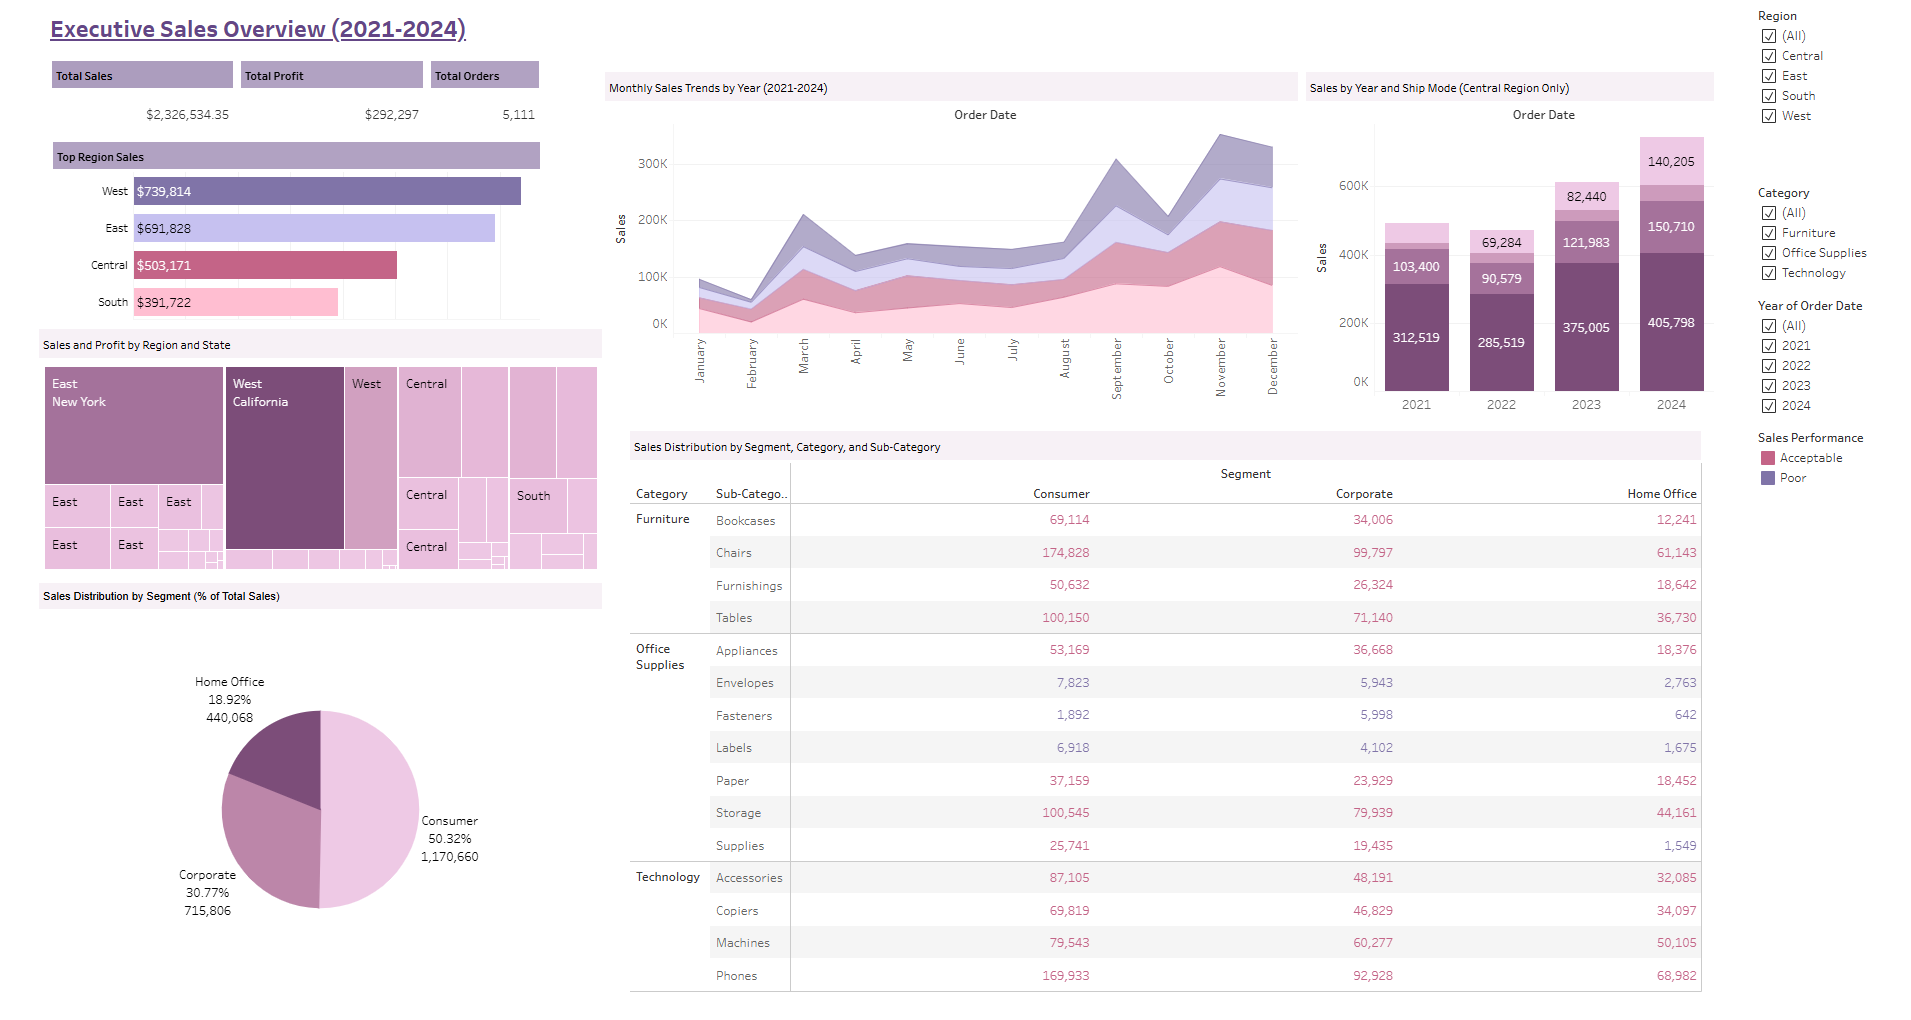 Executive Sales Overview (2021-2024)
Total Sales
Total Profit
Total Orders
$2,326,534.35
$292,297
5,111
Top Region Sales
West $739,814
East $691,828
Central $503,171
South $391,722
Sales and Profit by Region and State
East
New York
West
California
West
Central
East
East
East
Central
South
East
East
Central
Sales Distribution by Segment (% of Total Sales)
Home Office
18.92%
440,068
Consumer
50.32%
1,170,660
Corporate
30.77%
715,806
Monthly Sales Trends by Year (2021-2024)
Order Date
Sales
300K
200K
100K
0K
January
February
March
April
May
June
July
August
September
October
November
December
Sales by Year and Ship Mode (Central Region Only)
Order Date
Sales
600K
400K
200K
0K
103,400
312,519
69,284
90,579
285,519
82,440
121,983
375,005
140,205
150,710
405,798
2021
2022
2023
2024
Sales Distribution by Segment, Category, and Sub-Category
Segment
Category Sub-Catego.. Consumer Corporate Home Office
Furniture Bookcases 69,114 34,006 12,241
Chairs 174,828 99,797 61,143
Furnishings 50,632 26,324 18,642
Tables 100,150 71,140 36,730
Office
Supplies
Appliances 53,169 36,668 18,376
Envelopes 7,823 5,943 2,763
Fasteners 1,892 5,998 642
Labels 6,918 4,102 1,675
Paper 37,159 23,929 18,452
Storage 100,545 79,939 44,161
Supplies 25,741 19,435 1,549
Technology Accessories 87,105 48,191 32,085
Copiers 69,819 46,829 34,097
Machines 79,543 60,277 50,105
Phones 169,933 92,928 68,982
Region
(All)
Central
East
South
West
Category
(All)
Furniture
Office Supplies
Technology
Year of Order Date
(All)
2021
2022
2023
2024
Sales Performance
Acceptable
Poor